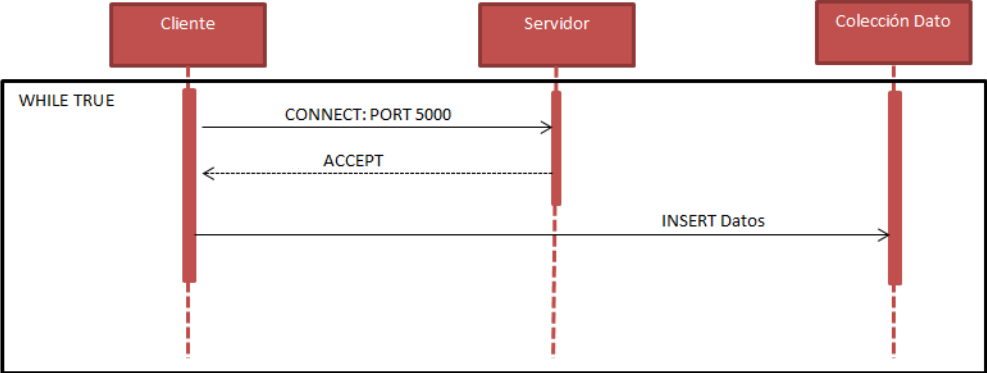 Cliente
Servidor
Colección Dato
WHILE TRUE
CONNECT: PORT 5000
ACCEPT
INSERT Datos